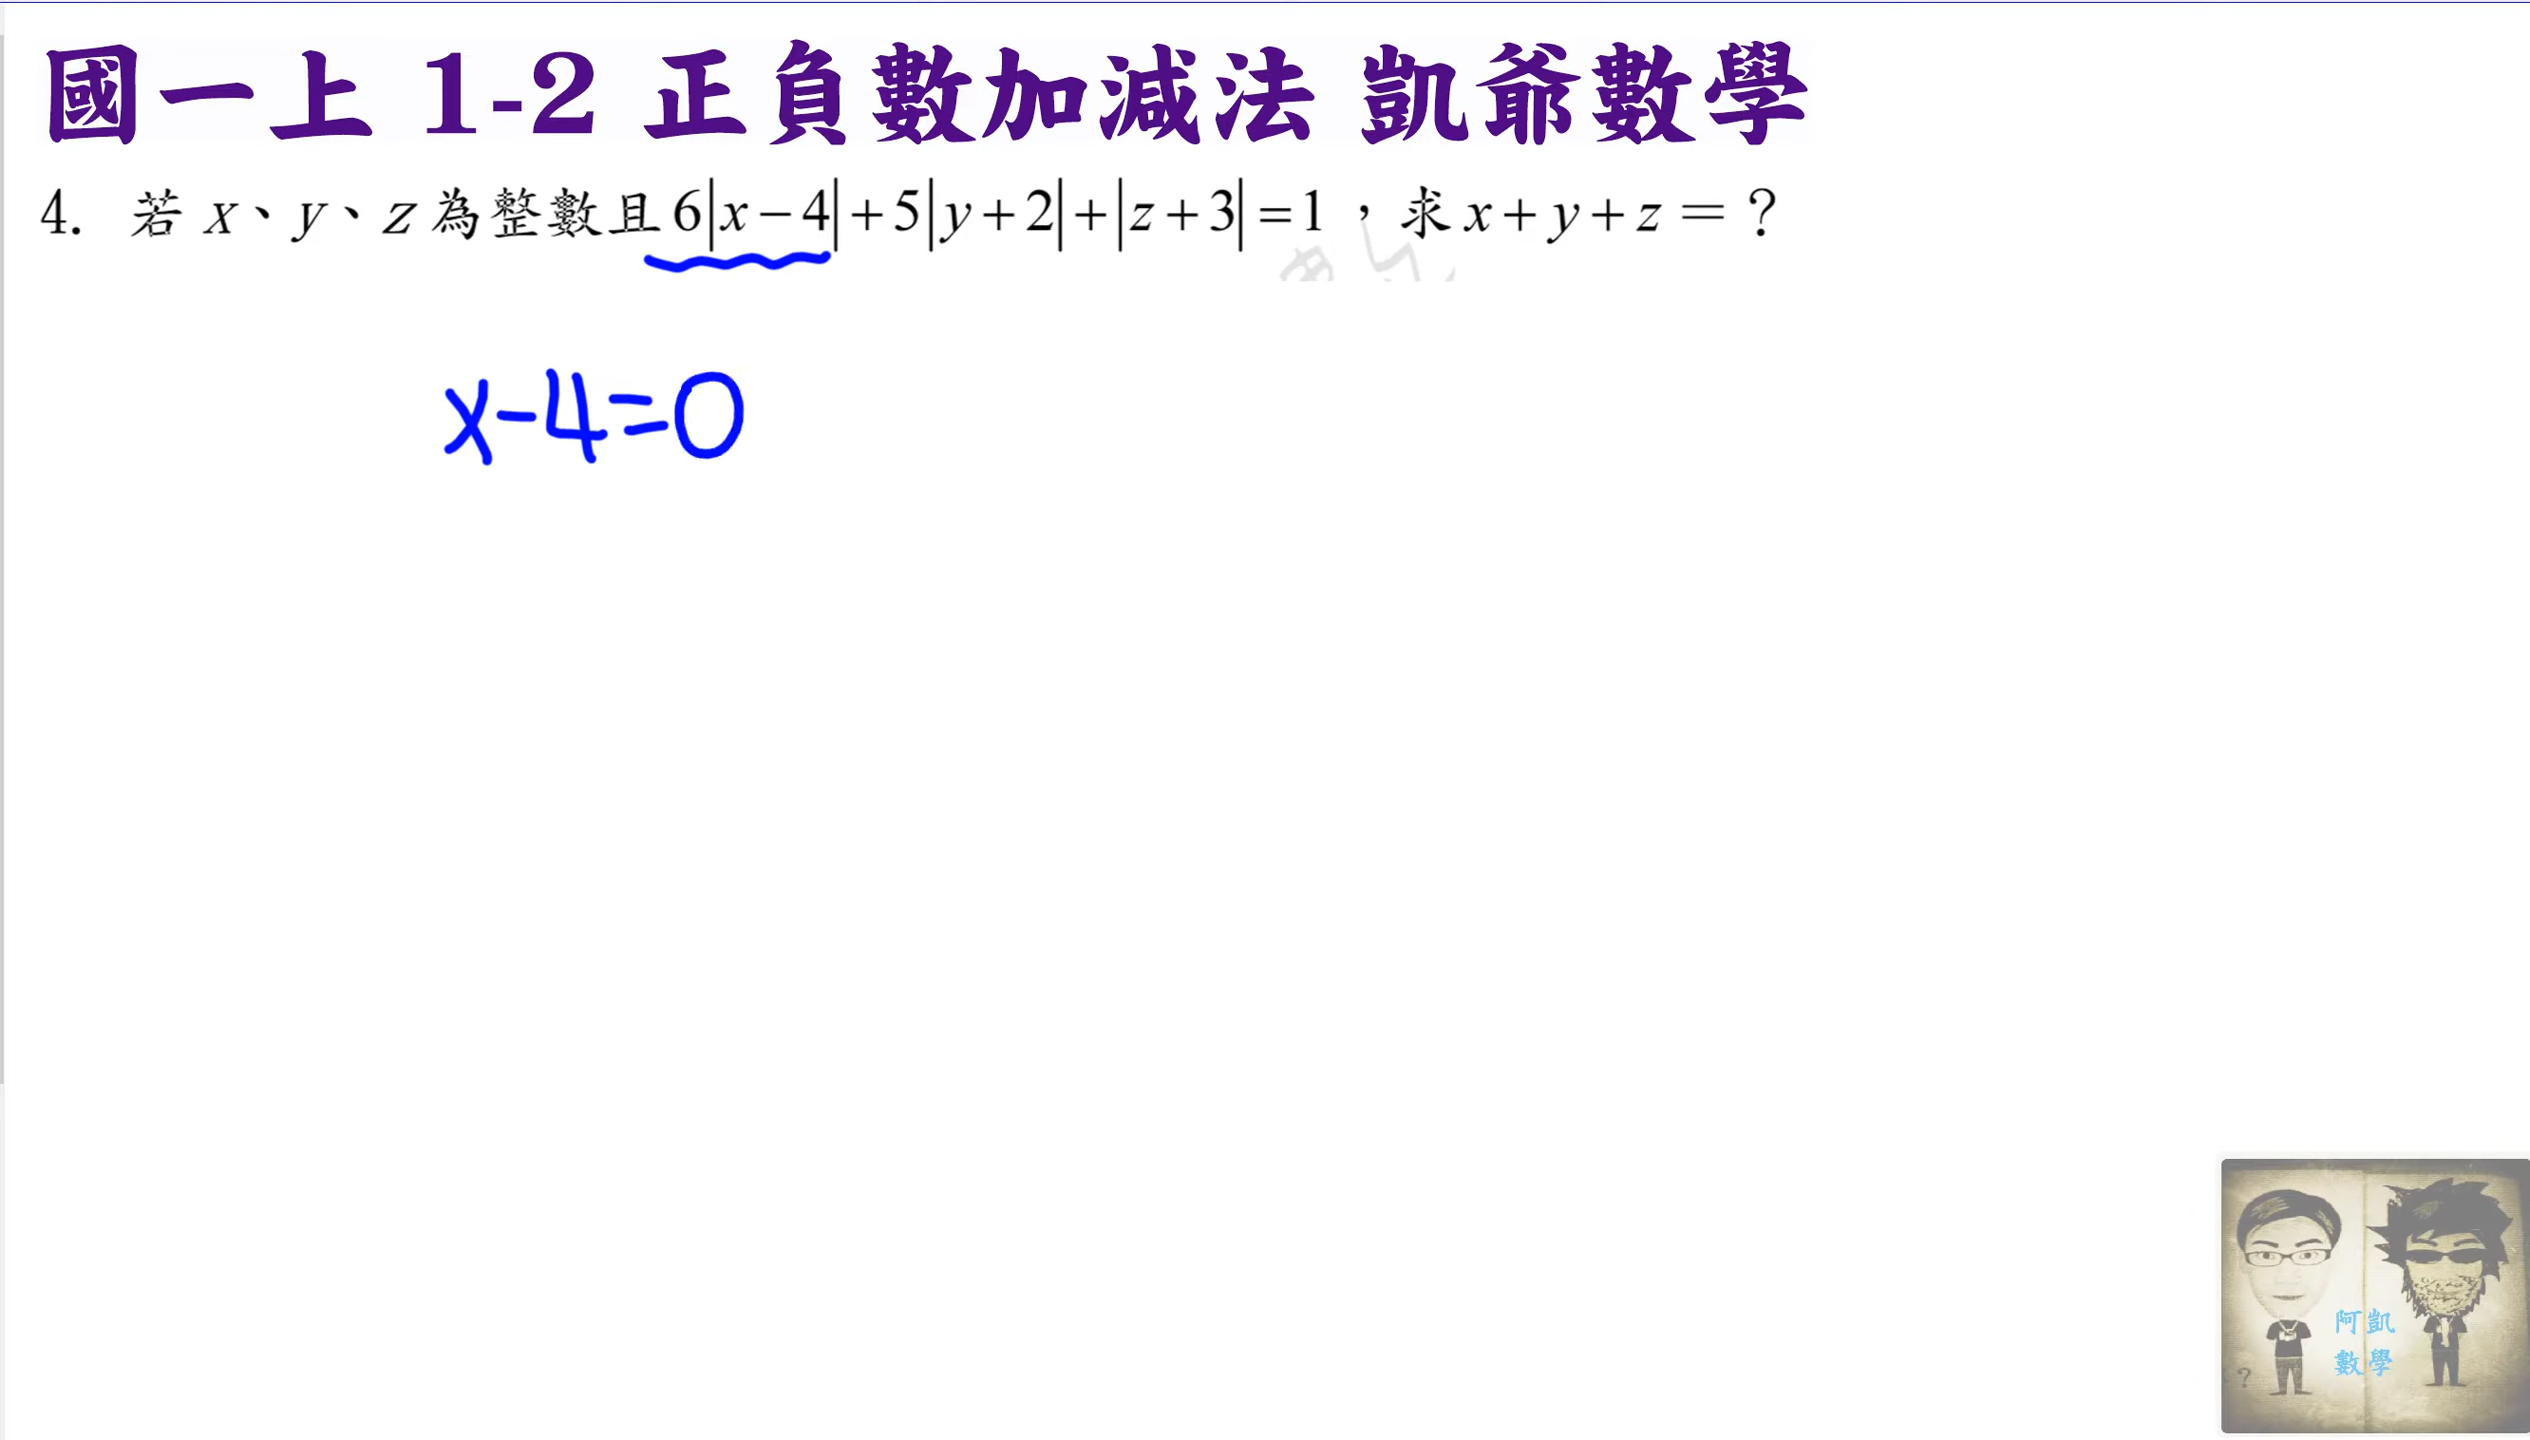 國一上 1-2 正負數加減法 凱爺數學
4. 若 x、y、z 為整數且 6|x-4|+5|y+2|+|z+3|=1，求 x+y+z=？
x-4=0
阿凱
數學
?